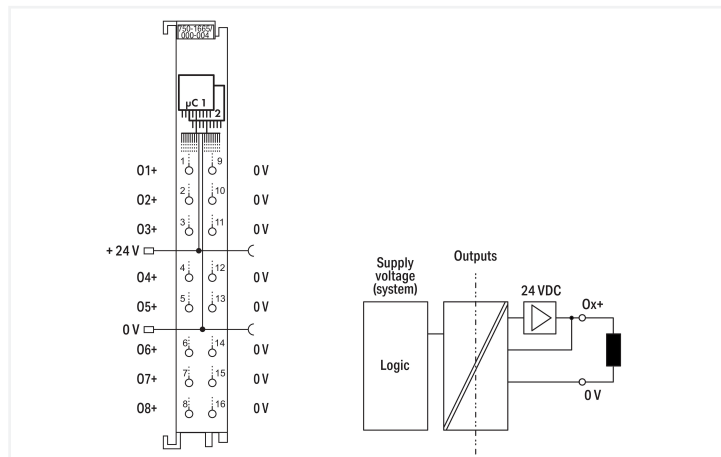 750-1665/
000-004
µC 1
2
1 9
O1+ 0 V
2 10
O2+ 0 V
3 11
O3+ 0 V
+ 24 V
4 12
O4+ 0 V
5 13
O5+ 0 V
0 V
6 14
O6+ 0 V
7 15
O7+ 0 V
8 16
O8+ 0 V
Supply
voltage
(system)
Outputs
24 VDC
Ox+
Logic
0 V